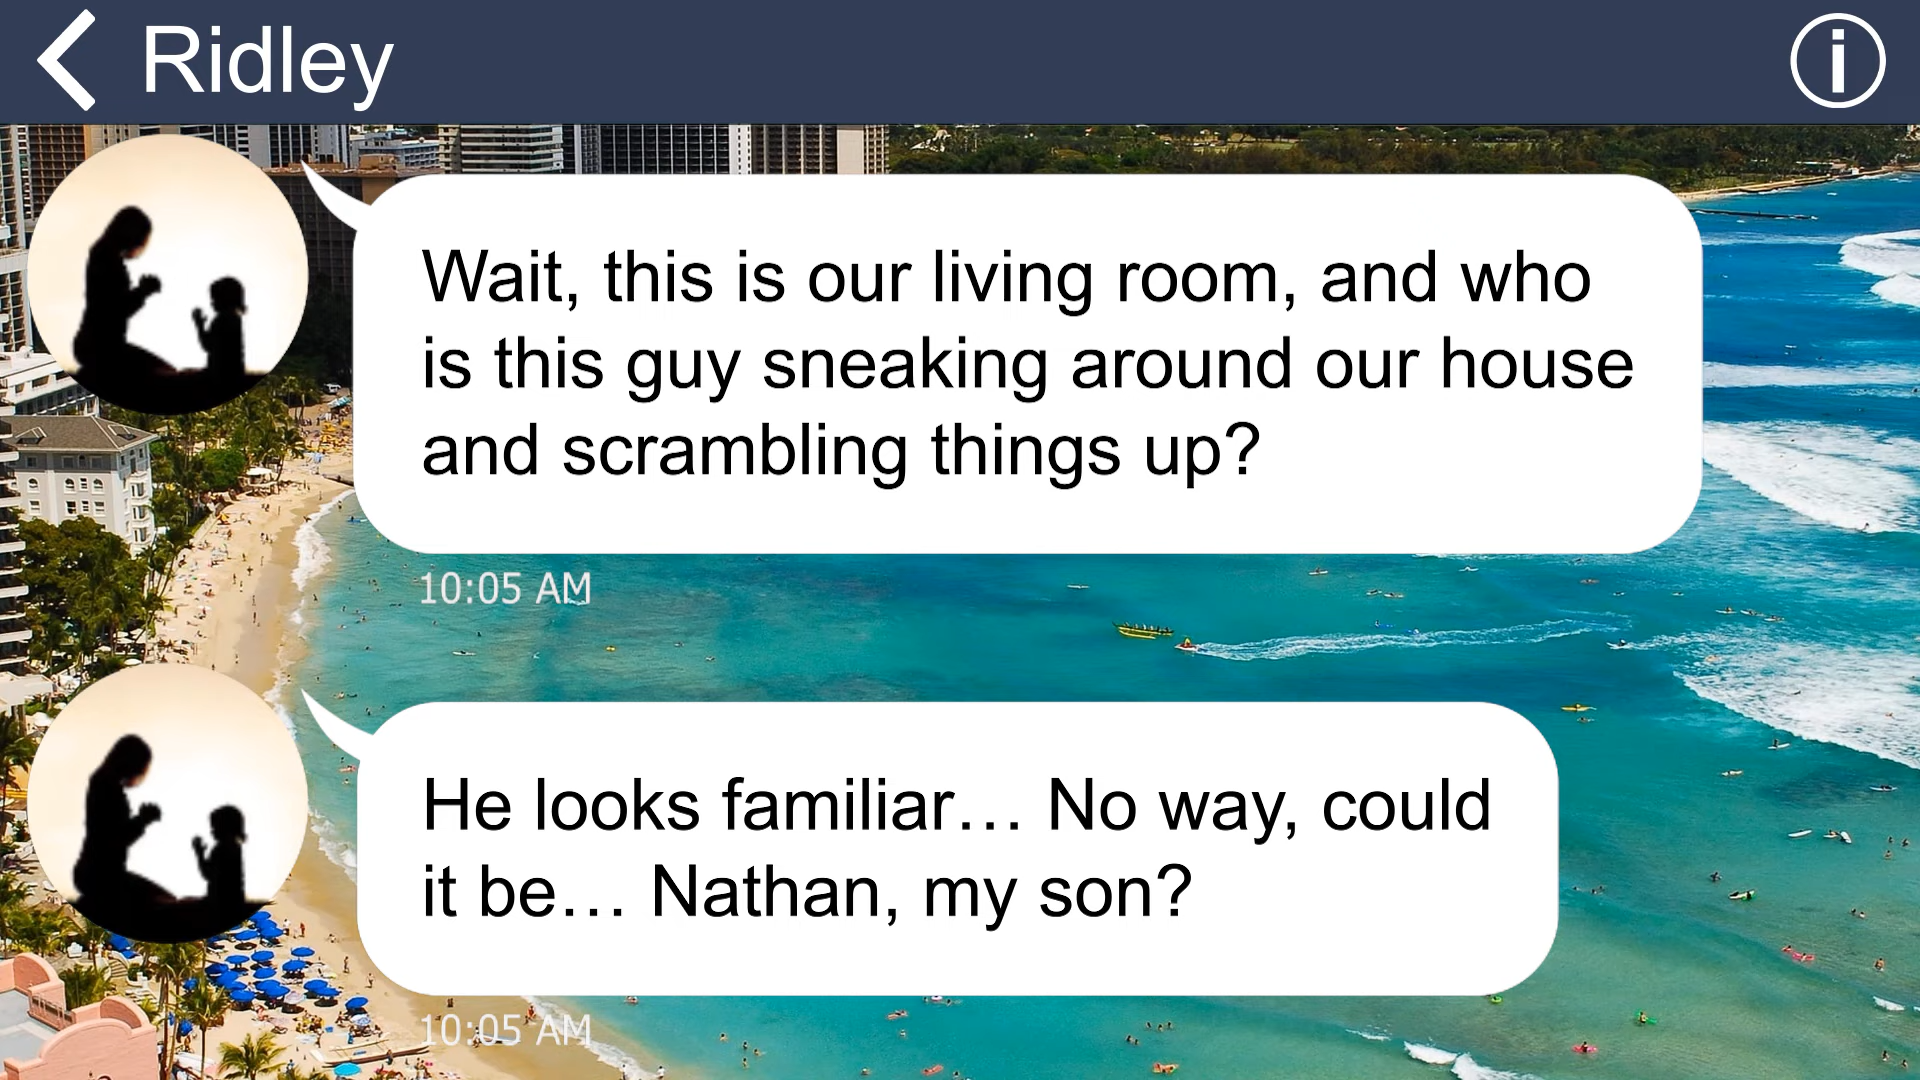 Ridley
Wait, this is our living room, and who
is this guy sneaking around our house
and scrambling things up?
10:05 AM
He looks familiar… No way, could
it be… Nathan, my son?
10:05 AM